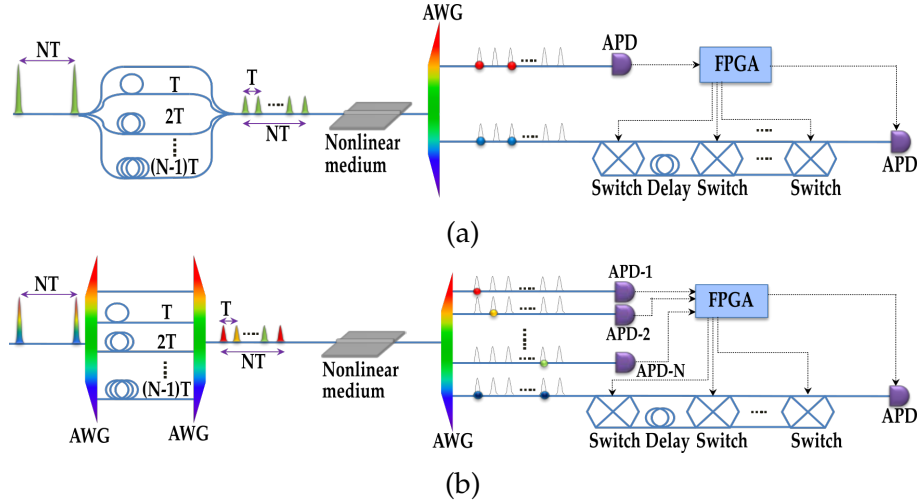 AWG
NT
T
2T
(N-1)T
T
NT
Nonlinear
medium
APD
FPGA
Switch Delay Switch
Switch
APD
(a)
NT
T
2T
(N-1)T
AWG
AWG
T
NT
Nonlinear
medium
AWG
APD-1
APD-2
APD-N
FPGA
Switch Delay Switch
Switch
APD
(b)